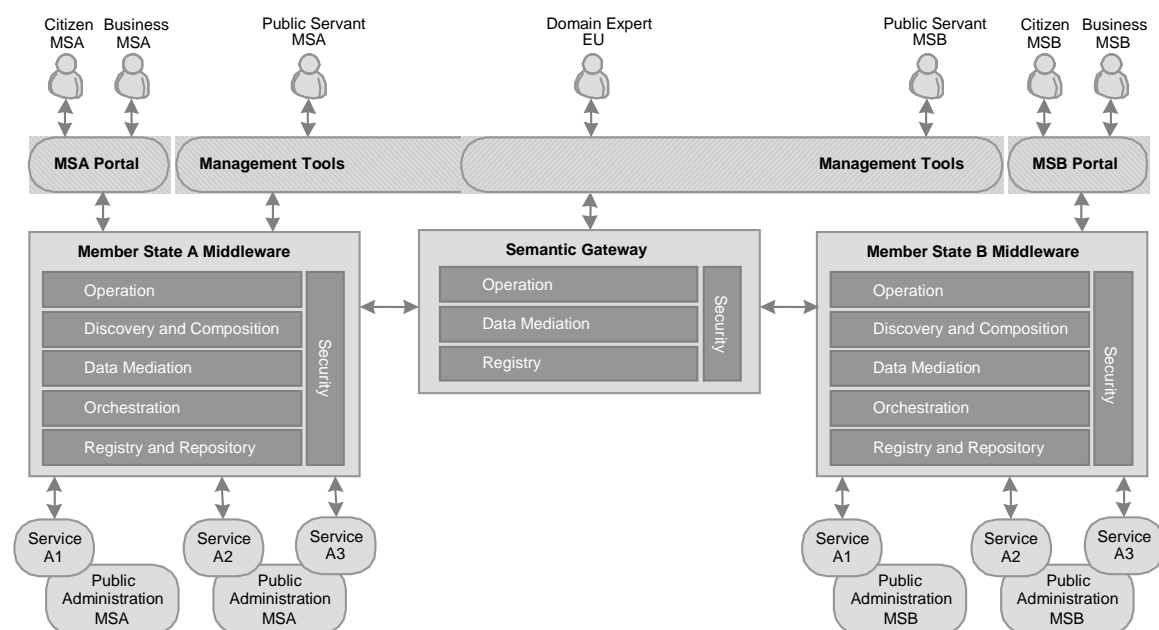 Citizen
MSA
Business
MSA
Public Servant
MSA
Domain Expert
EU
Public Servant
MSB
Citizen
MSB
Business
MSB
MSA Portal
Management Tools
Management Tools
MSB Portal
Member State A Middleware
Operation
Discovery and Composition
Data Mediation
Orchestration
Registry and Repository
Security
Semantic Gateway
Operation
Data Mediation
Registry
Security
Member State B Middleware
Operation
Discovery and Composition
Data Mediation
Orchestration
Registry and Repository
Security
Service
A1
Public
Administration
MSA
Service
A2
Public
Administration
MSA
Service
A3
Service
A1
Public
Administration
MSB
Service
A2
Public
Administration
MSB
Service
A3